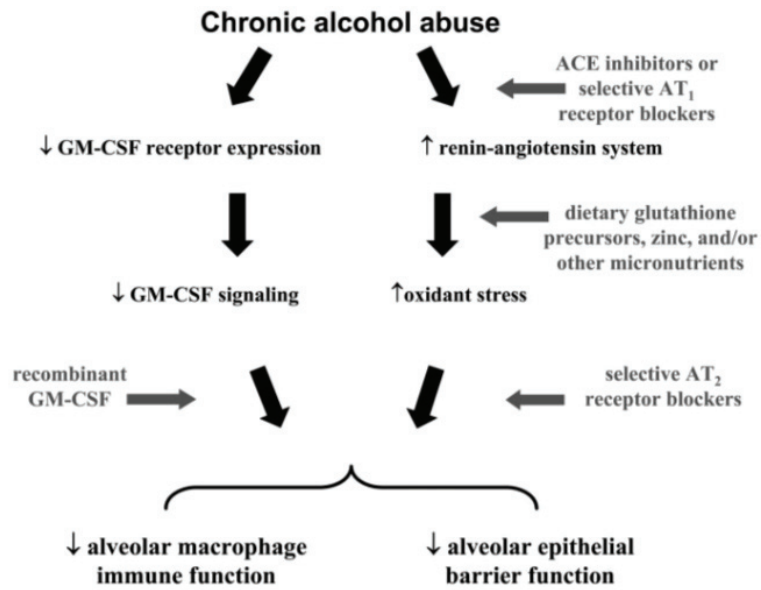 Chronic alcohol abuse
ACE inhibitors or
selective AT₁
receptor blockers
↓ GM-CSF receptor expression
↑ renin-angiotensin system
dietary glutathione
precursors, zinc, and/or
other micronutrients
↓ GM-CSF signaling
↑oxidant stress
recombinant
GM-CSF
selective AT₂
receptor blockers
↓ alveolar macrophage
immune function
↓ alveolar epithelial
barrier function